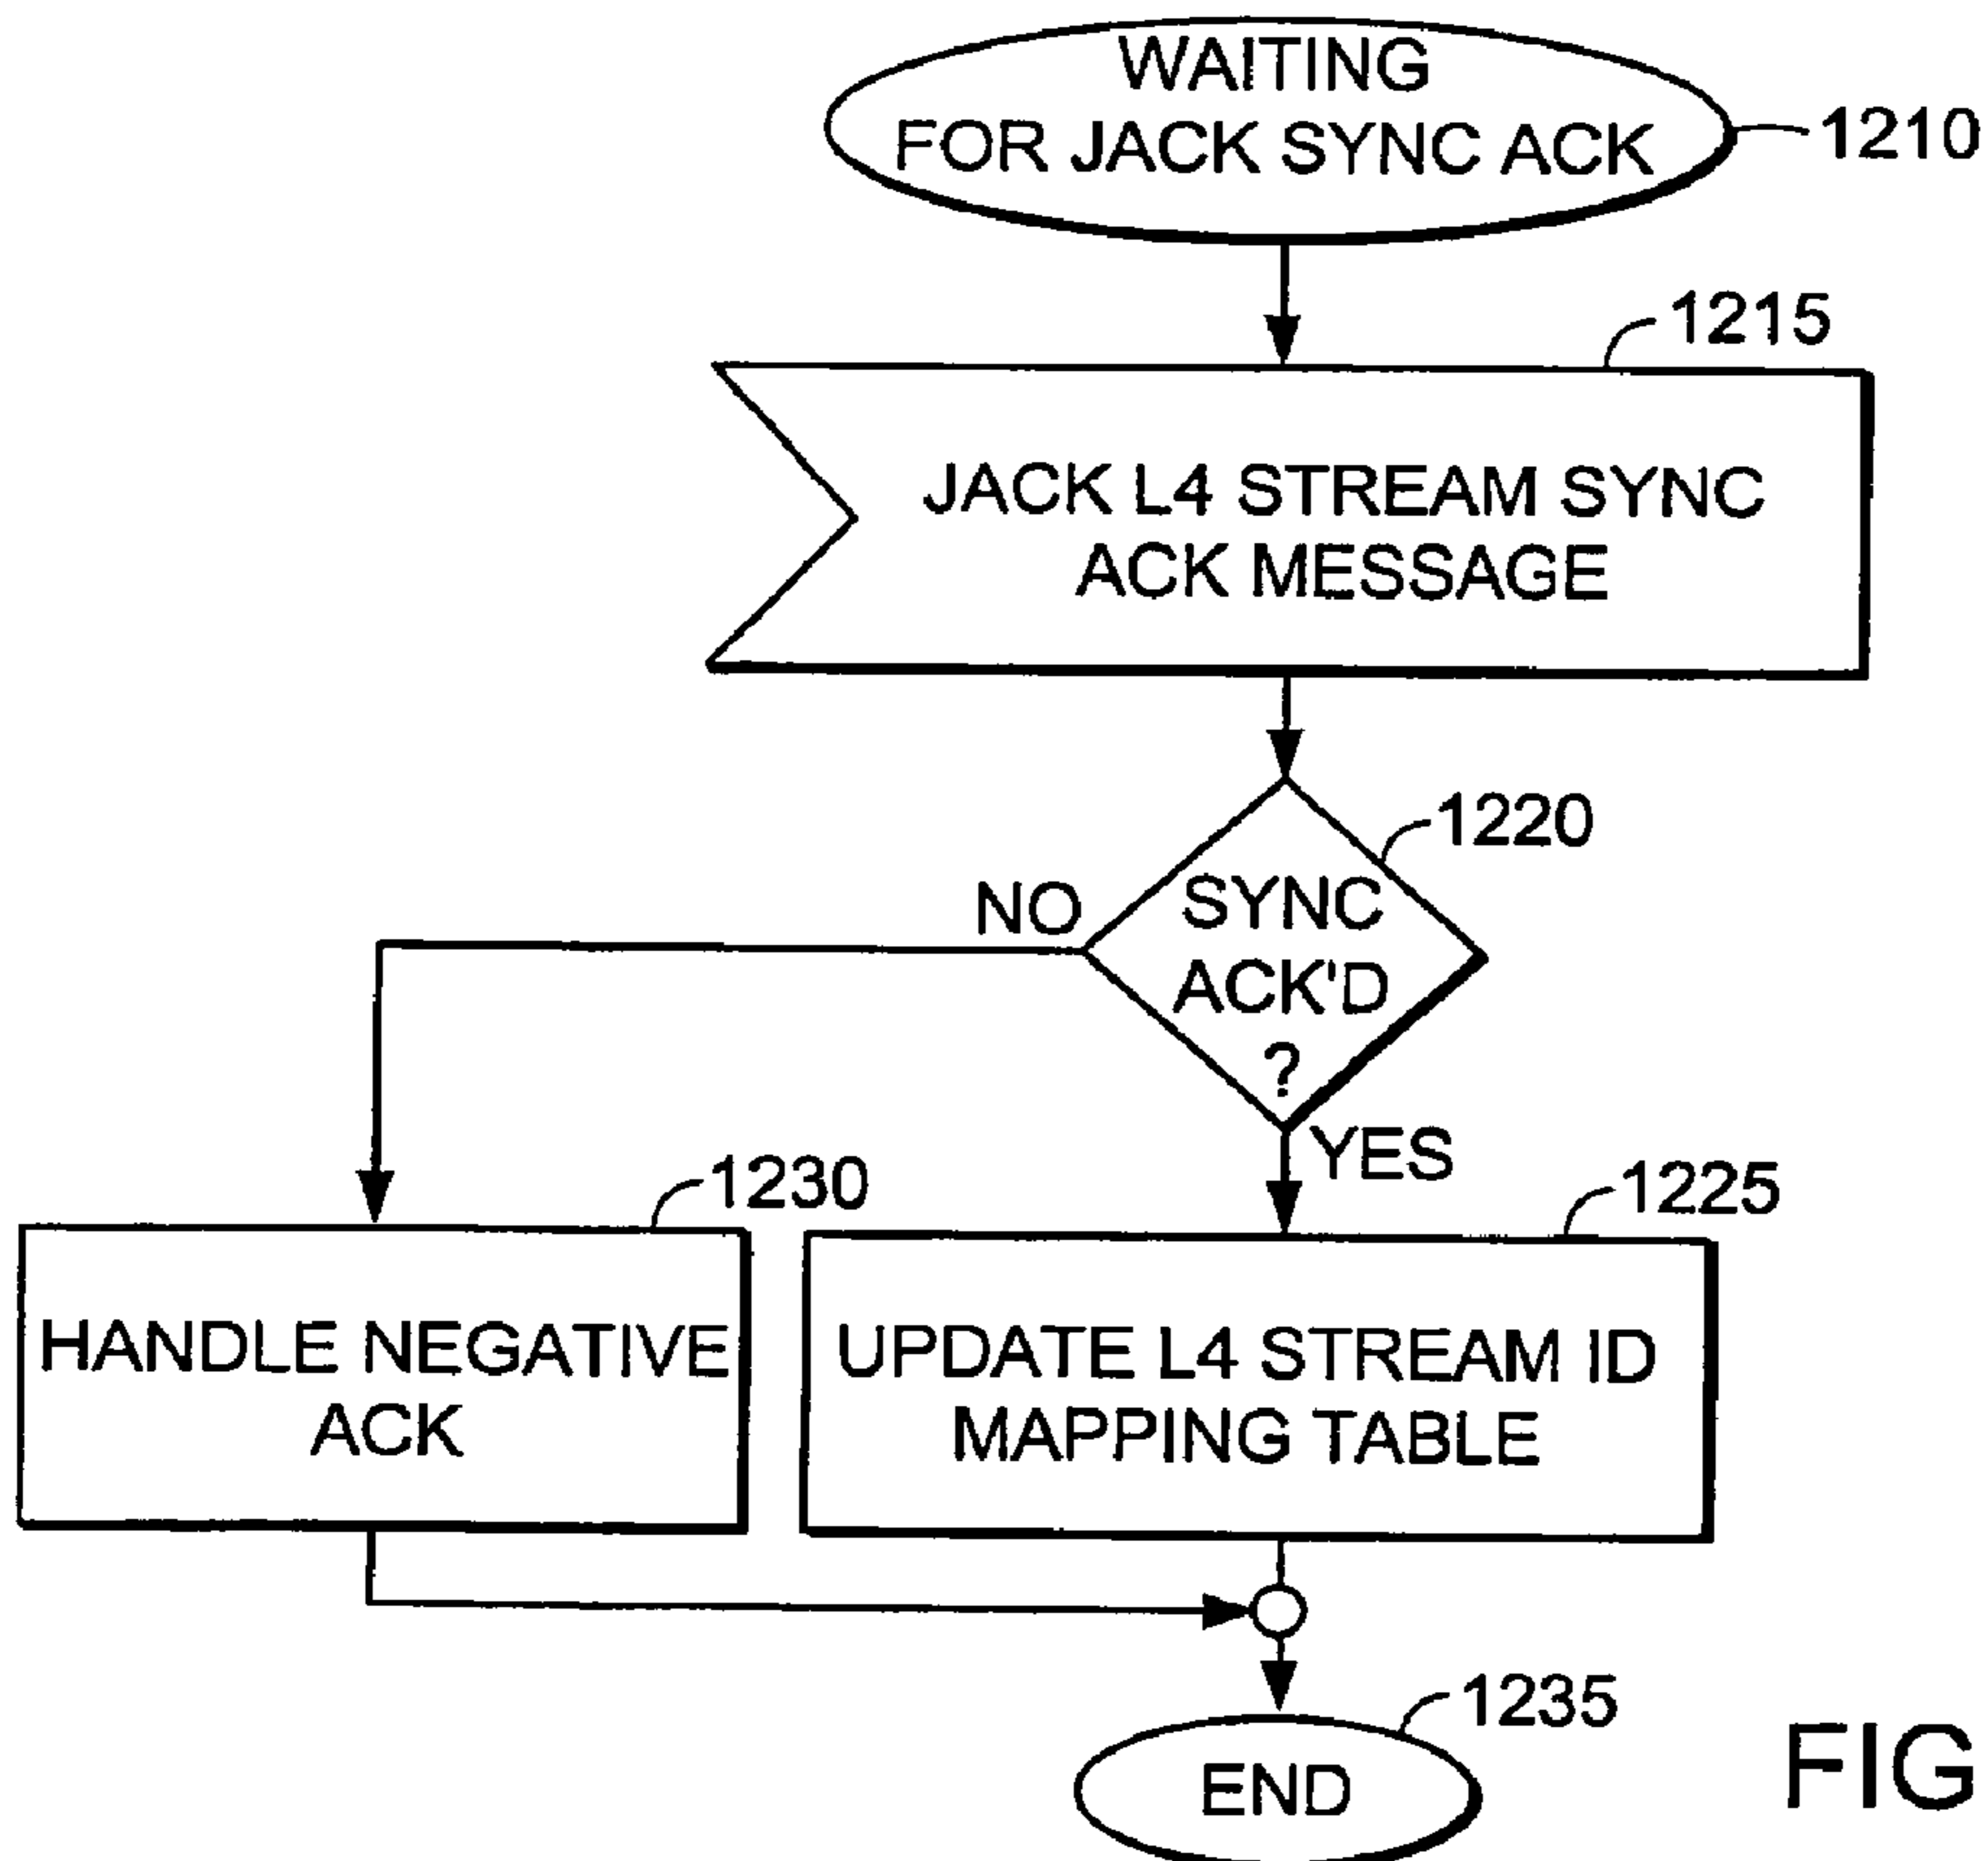 WAITING
FOR JACK SYNC ACK
1210
1215
JACK L4 STREAM SYNC
ACK MESSAGE
1220
NO
SYNC
ACK'D
?
YES
1230
1225
HANDLE NEGATIVE
ACK
UPDATE L4 STREAM ID
MAPPING TABLE
1235
END
FIG